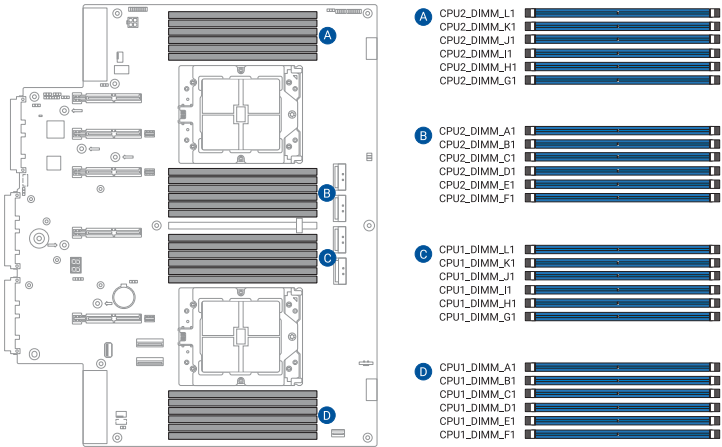 A
B
C
D
A
CPU2_DIMM_L1
CPU2_DIMM_K1
CPU2_DIMM_J1
CPU2_DIMM_I1
CPU2_DIMM_H1
CPU2_DIMM_G1
B
CPU2_DIMM_A1
CPU2_DIMM_B1
CPU2_DIMM_C1
CPU2_DIMM_D1
CPU2_DIMM_E1
CPU2_DIMM_F1
C
CPU1_DIMM_L1
CPU1_DIMM_K1
CPU1_DIMM_J1
CPU1_DIMM_I1
CPU1_DIMM_H1
CPU1_DIMM_G1
D
CPU1_DIMM_A1
CPU1_DIMM_B1
CPU1_DIMM_C1
CPU1_DIMM_D1
CPU1_DIMM_E1
CPU1_DIMM_F1